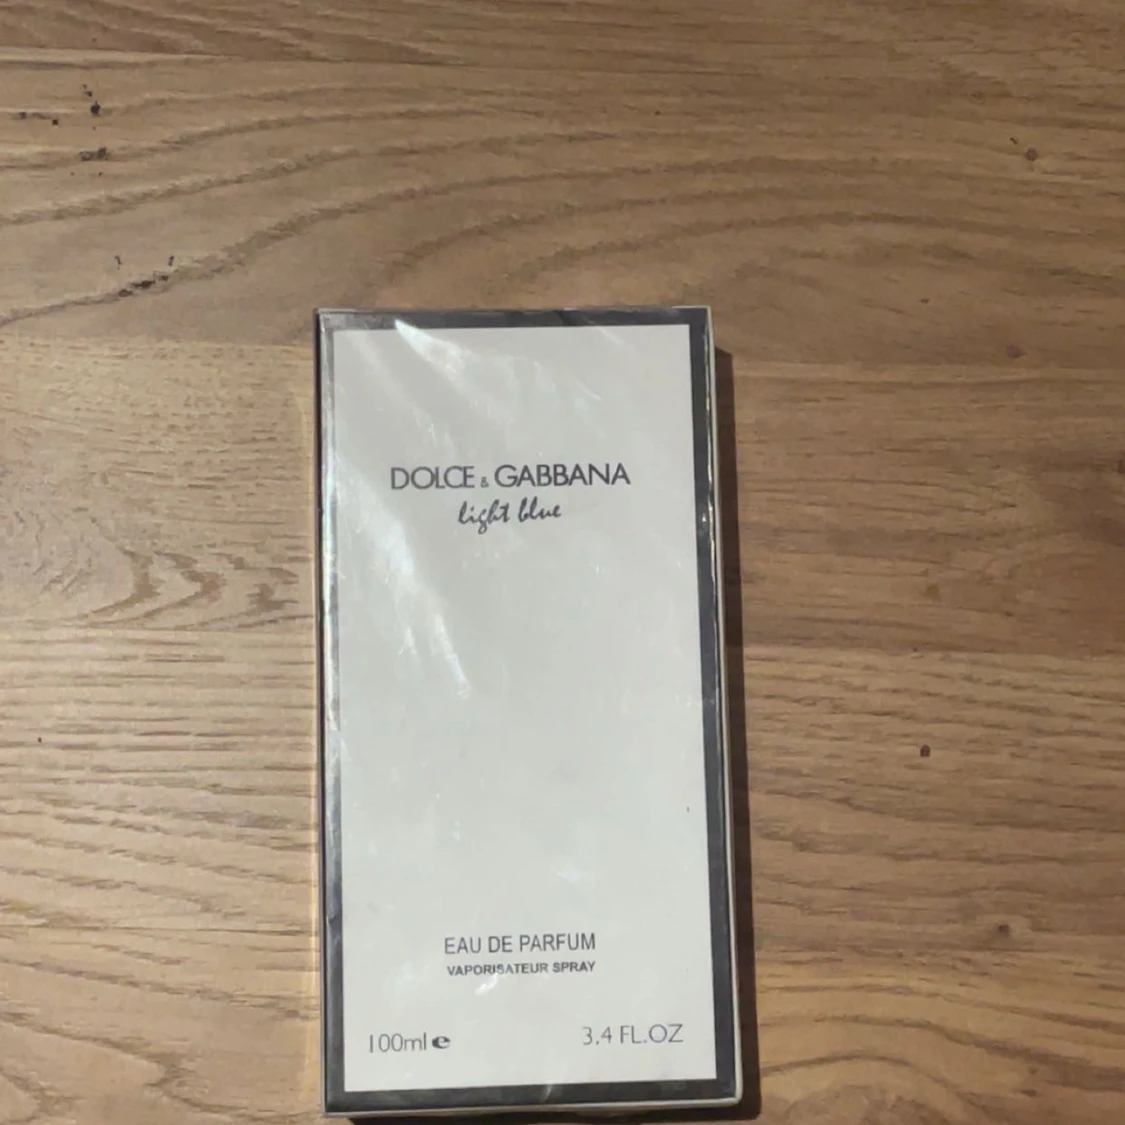 DOLCE & GABBANA
light blue
EAU DE PARFUM
VAPORISATEUR SPRAY
100ml e 3.4 FL.OZ